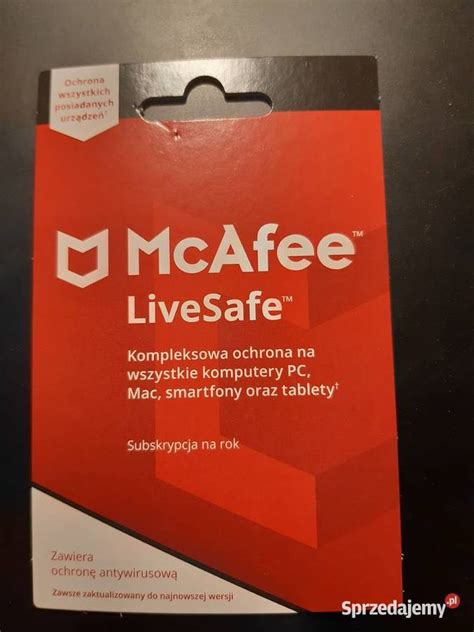 Ochrona
wszystkich
posiadanych
urządzeń†
McAfee™
LiveSafe™
Kompleksowa ochrona na
wszystkie komputery PC,
Mac, smartfony oraz tablety†
Subskrypcja na rok
Zawiera
ochronę antywirusową
Zawsze zaktualizowany do najnowszej wersji
Sprzedajemy.pl